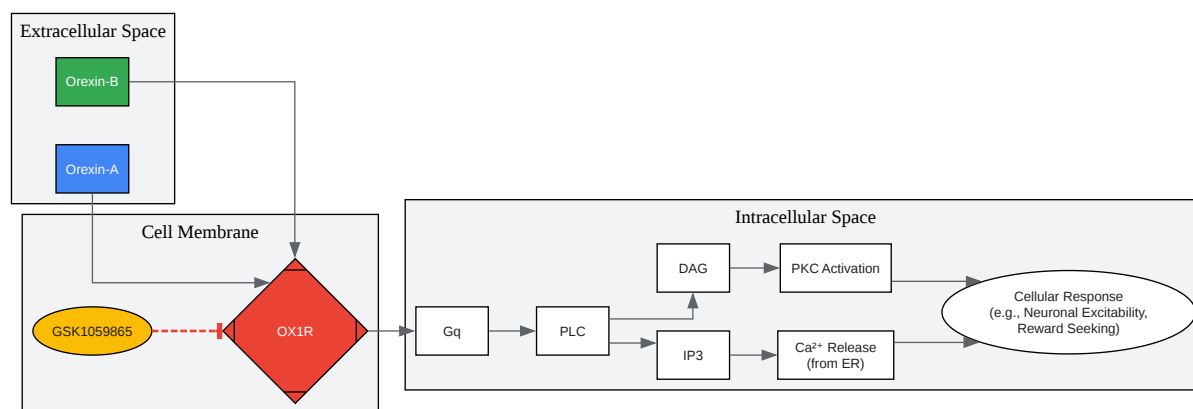 Extracellular Space
Orexin-B
Orexin-A
Cell Membrane
GSK1059865
OX1R
Intracellular Space
Gq
PLC
DAG
PKC Activation
IP3
Ca²⁺ Release
(from ER)
Cellular Response
(e.g., Neuronal Excitability,
Reward Seeking)